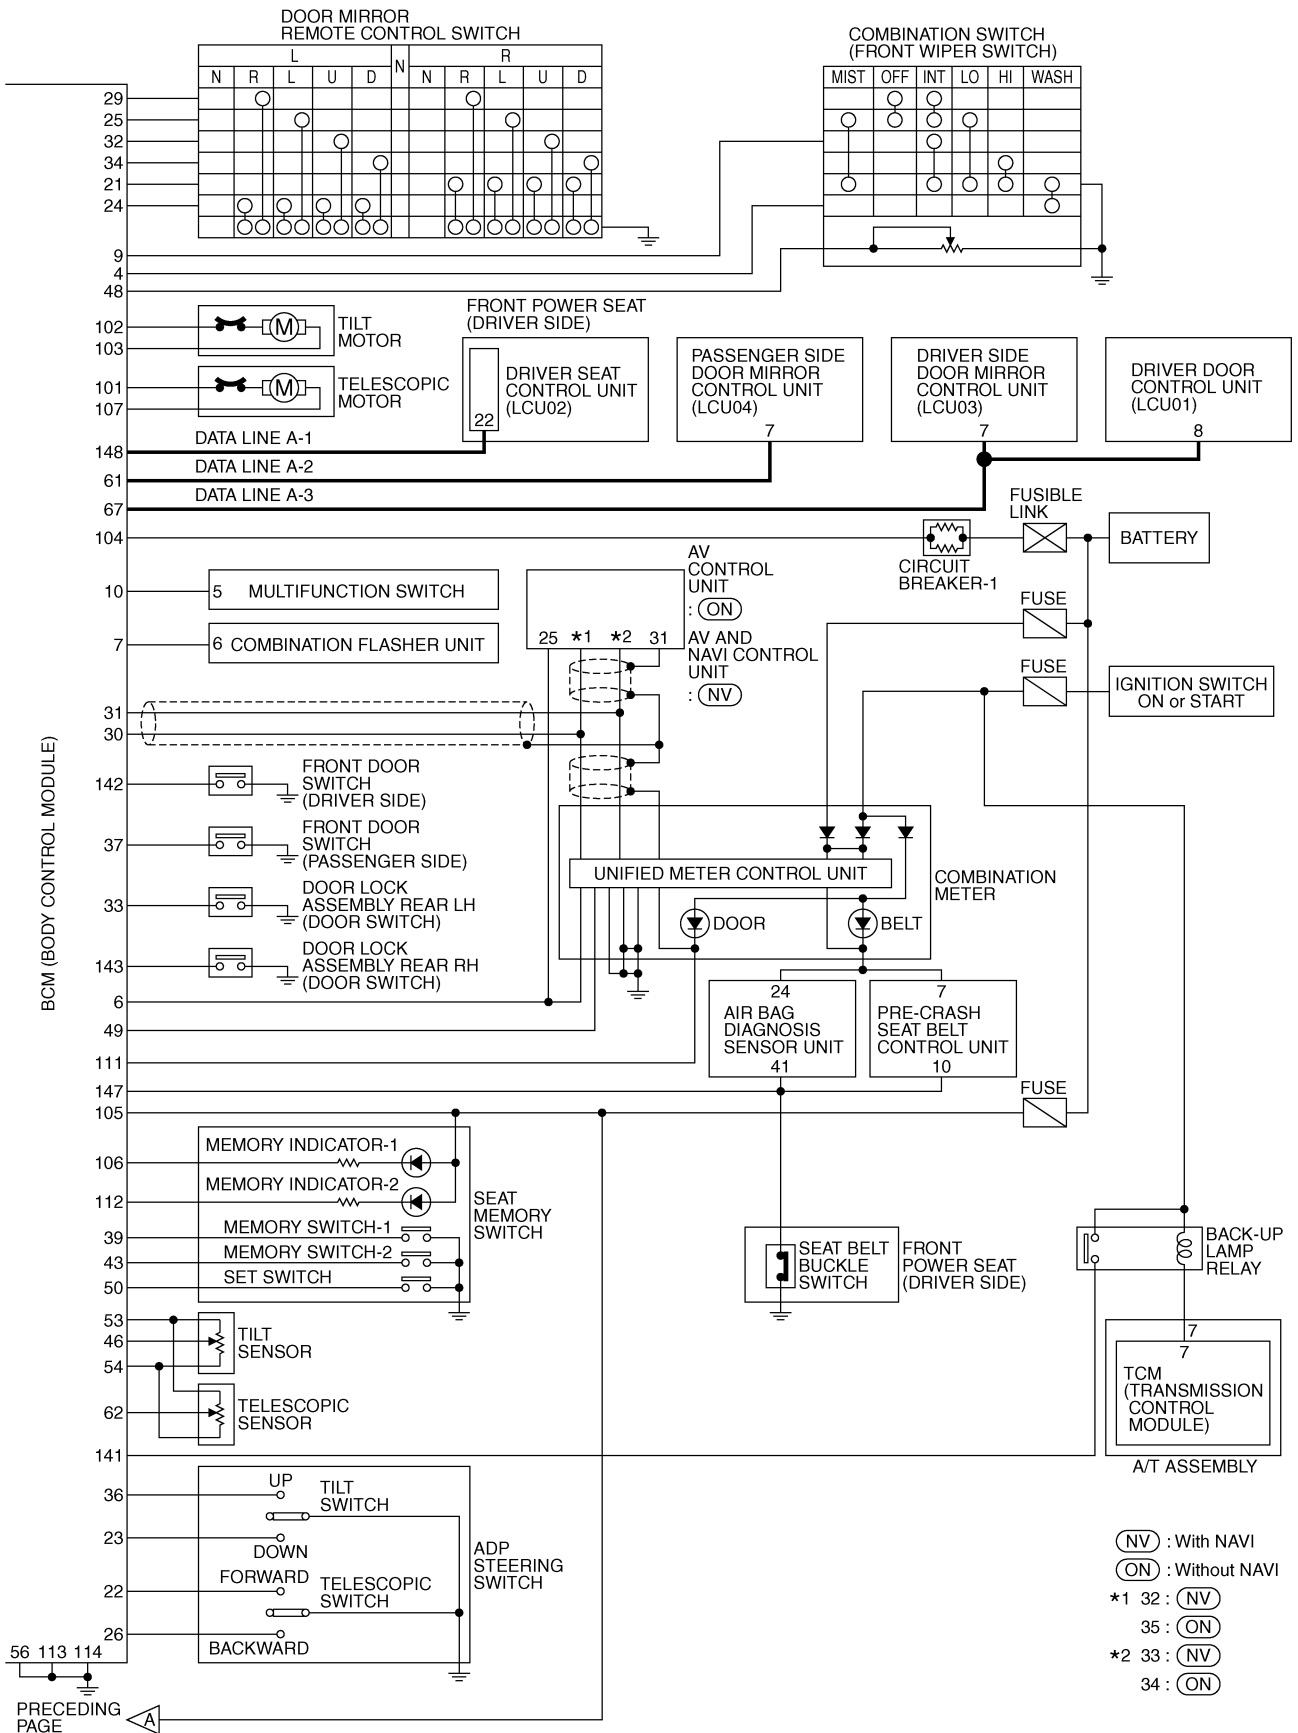 DOOR MIRROR
REMOTE CONTROL SWITCH
L N R
N R L U D N R L U D
COMBINATION SWITCH
(FRONT WIPER SWITCH)
MIST OFF INT LO HI WASH
29
25
32
34
21
24
9
4
48
102
103
M
TILT
MOTOR
101
107
M
TELESCOPIC
MOTOR
FRONT POWER SEAT
(DRIVER SIDE)
DRIVER SEAT
CONTROL UNIT
(LCU02)
22
PASSENGER SIDE
DOOR MIRROR
CONTROL UNIT
(LCU04)
7
DRIVER SIDE
DOOR MIRROR
CONTROL UNIT
(LCU03)
7
DRIVER DOOR
CONTROL UNIT
(LCU01)
8
DATA LINE A-1
148
DATA LINE A-2
61
DATA LINE A-3
67
104
CIRCUIT
BREAKER-1
FUSIBLE
LINK
BATTERY
FUSE
FUSE
IGNITION SWITCH
ON or START
10
5 MULTIFUNCTION SWITCH
7
6 COMBINATION FLASHER UNIT
AV
CONTROL
UNIT
: ON
AV AND
NAVI CONTROL
UNIT
: NV
25 *1 *2 31
31
30
BCM (BODY CONTROL MODULE)
142
FRONT DOOR
SWITCH
(DRIVER SIDE)
37
FRONT DOOR
SWITCH
(PASSENGER SIDE)
33
DOOR LOCK
ASSEMBLY REAR LH
(DOOR SWITCH)
143
DOOR LOCK
ASSEMBLY REAR RH
(DOOR SWITCH)
UNIFIED METER CONTROL UNIT
COMBINATION
METER
DOOR
BELT
6
49
111
147
105
24
AIR BAG
DIAGNOSIS
SENSOR UNIT
41
7
PRE-CRASH
SEAT BELT
CONTROL UNIT
10
FUSE
MEMORY INDICATOR-1
106
MEMORY INDICATOR-2
112
MEMORY SWITCH-1
39
MEMORY SWITCH-2
43
SET SWITCH
50
SEAT
MEMORY
SWITCH
SEAT BELT
BUCKLE
SWITCH
FRONT
POWER SEAT
(DRIVER SIDE)
BACK-UP
LAMP
RELAY
53
46
54
TILT
SENSOR
62
TELESCOPIC
SENSOR
7
7
TCM
(TRANSMISSION
CONTROL
MODULE)
A/T ASSEMBLY
141
36
UP
TILT
SWITCH
23
DOWN
FORWARD
22
TELESCOPIC
SWITCH
26
BACKWARD
ADP
STEERING
SWITCH
56 113 114
PRECEDING
PAGE
A
NV : With NAVI
ON : Without NAVI
*1 32 : NV
35 : ON
*2 33 : NV
34 : ON